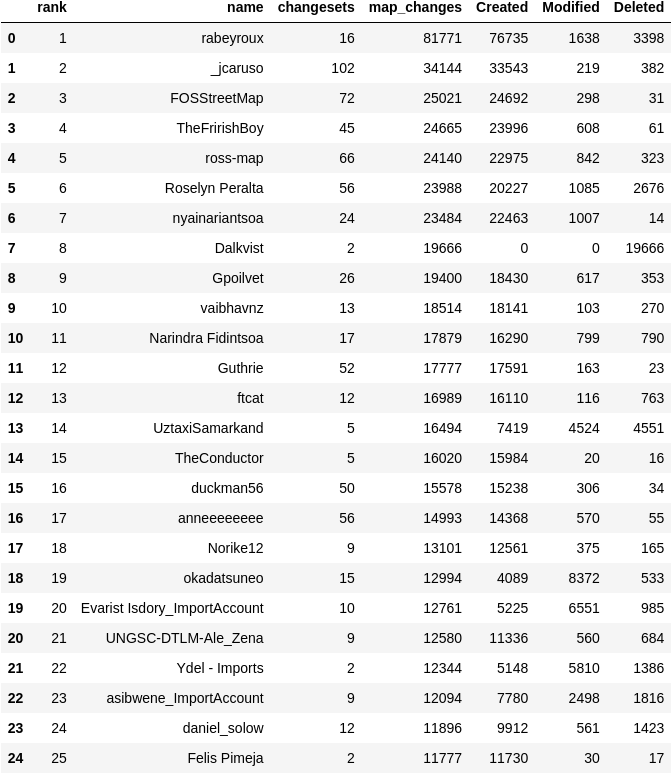 rank name changesets map_changes Created Modified Deleted
0 1 rabeyroux 16 81771 76735 1638 3398
1 2 _jcaruso 102 34144 33543 219 382
2 3 FOSStreetMap 72 25021 24692 298 31
3 4 TheFririshBoy 45 24665 23996 608 61
4 5 ross-map 66 24140 22975 842 323
5 6 Roselyn Peralta 56 23988 20227 1085 2676
6 7 nyainariantsoa 24 23484 22463 1007 14
7 8 Dalkvist 2 19666 0 0 19666
8 9 Gpoilvet 26 19400 18430 617 353
9 10 vaibhavnz 13 18514 18141 103 270
10 11 Narindra Fidintsoa 17 17879 16290 799 790
11 12 Guthrie 52 17777 17591 163 23
12 13 ftcat 12 16989 16110 116 763
13 14 UztaxiSamarkand 5 16494 7419 4524 4551
14 15 TheConductor 5 16020 15984 20 16
15 16 duckman56 50 15578 15238 306 34
16 17 anneeeeeeee 56 14993 14368 570 55
17 18 Norike12 9 13101 12561 375 165
18 19 okadatsuneo 15 12994 4089 8372 533
19 20 Evarist Isdory_ImportAccount 10 12761 5225 6551 985
20 21 UNGSC-DTLM-Ale_Zena 9 12580 11336 560 684
21 22 Ydel - Imports 2 12344 5148 5810 1386
22 23 asibwene_ImportAccount 9 12094 7780 2498 1816
23 24 daniel_solow 12 11896 9912 561 1423
24 25 Felis Pimeja 2 11777 11730 30 17